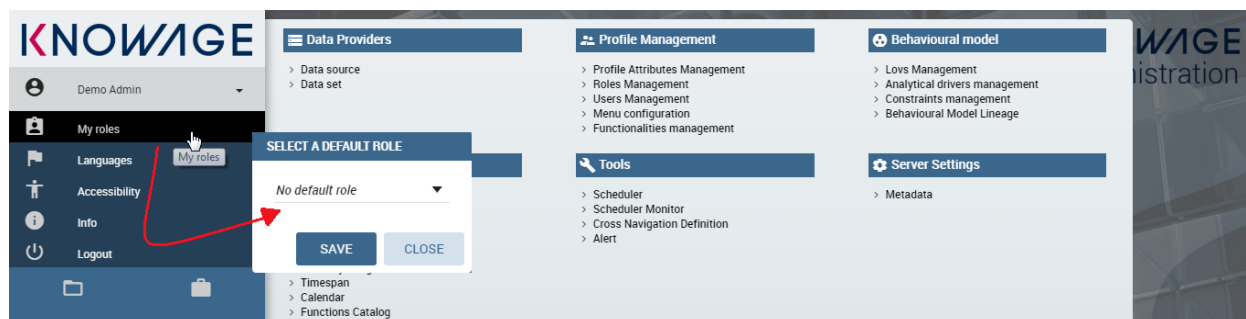 KNOWAGE
Demo Admin
My roles
My roles
Languages
Accessibility
Info
Logout
SELECT A DEFAULT ROLE
No default role
SAVE
CLOSE
Data Providers
> Data source
> Data set
> Timespan
> Calendar
> Functions Catalog
Profile Management
> Profile Attributes Management
> Roles Management
> Users Management
> Menu configuration
> Functionalities management
Tools
> Scheduler
> Scheduler Monitor
> Cross Navigation Definition
> Alert
Behavioural model
> Lovs Management
> Analytical drivers management
> Constraints management
> Behavioural Model Lineage
Server Settings
> Metadata
WAGE
istration